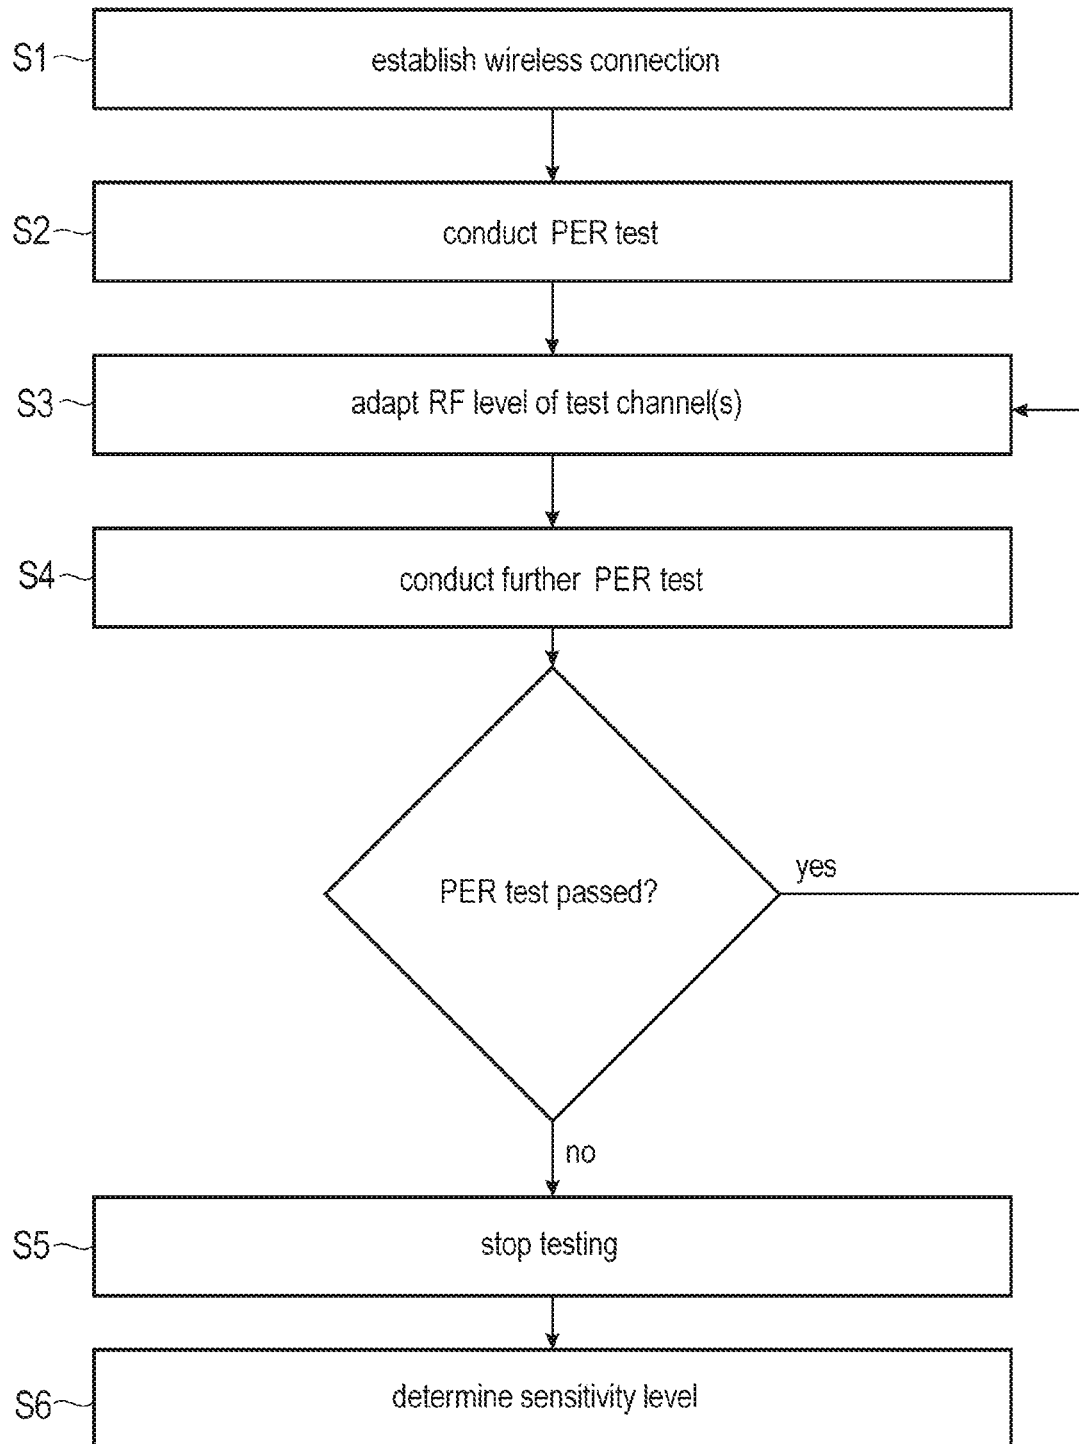 S1 establish wireless connection
S2 conduct PER test
S3 adapt RF level of test channel(s)
S4 conduct further PER test
PER test passed?
yes
no
S5 stop testing
S6 determine sensitivity level